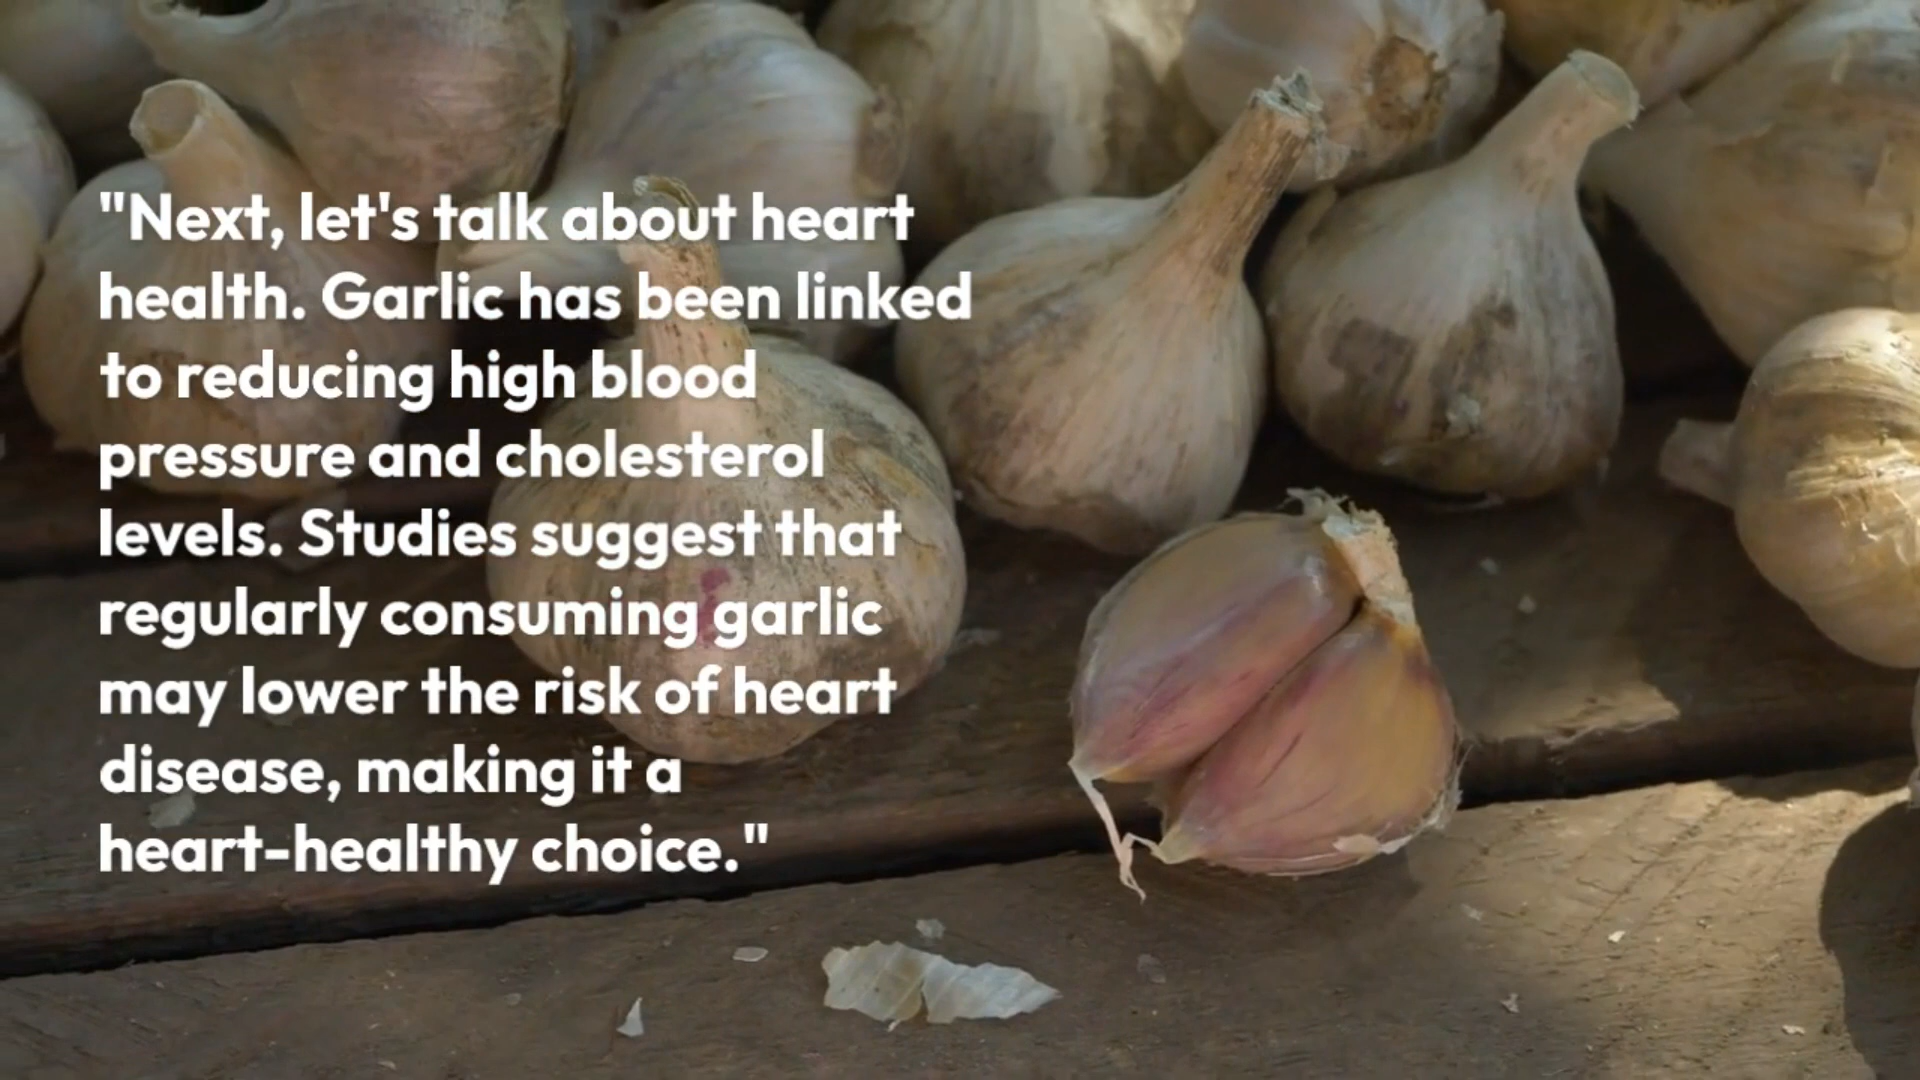 "Next, let's talk about heart
health. Garlic has been linked
to reducing high blood
pressure and cholesterol
levels. Studies suggest that
regularly consuming garlic
may lower the risk of heart
disease, making it a
heart-healthy choice."